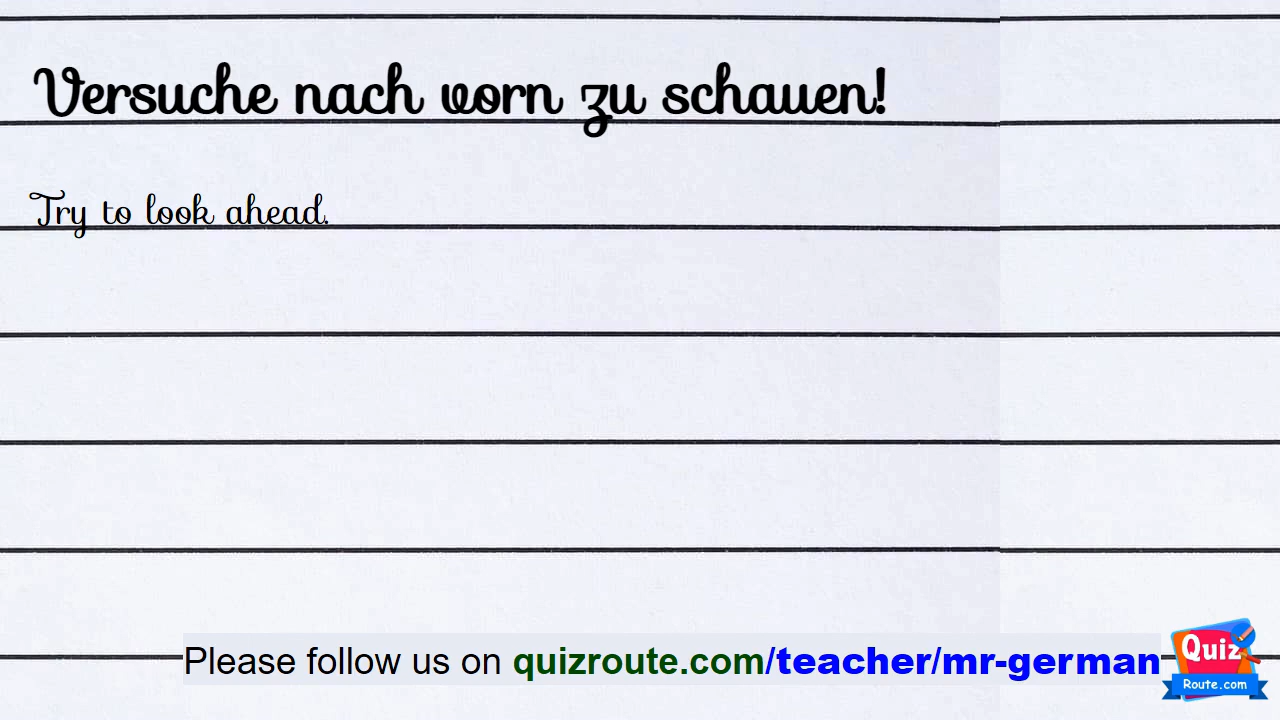 Versuche nach vorn zu schauen!
Try to look ahead.
Please follow us on quizroute.com/teacher/mr-german
Quiz
Route.com